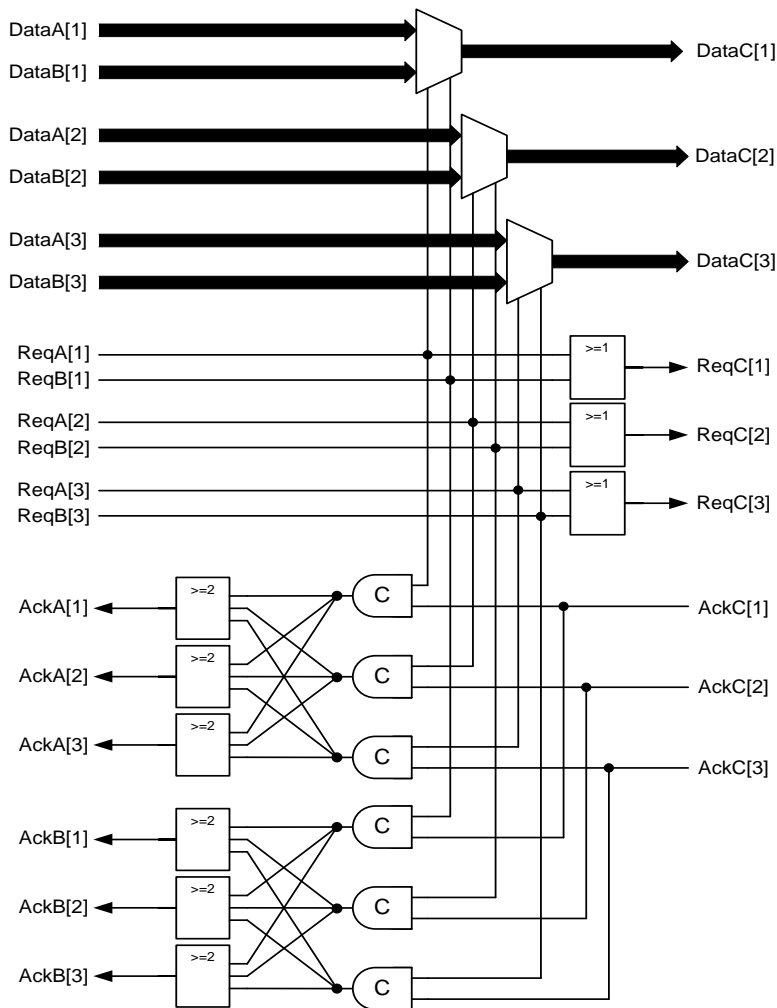 DataA[1]
DataC[1]
DataB[1]
DataA[2]
DataC[2]
DataB[2]
DataA[3]
DataC[3]
DataB[3]
ReqA[1]
>=1
ReqC[1]
ReqB[1]
ReqA[2]
>=1
ReqC[2]
ReqB[2]
ReqA[3]
>=1
ReqC[3]
ReqB[3]
AckA[1]
>=2
C
AckC[1]
AckA[2]
>=2
C
AckC[2]
AckA[3]
>=2
C
AckC[3]
AckB[1]
>=2
C
AckB[2]
>=2
C
AckB[3]
>=2
C